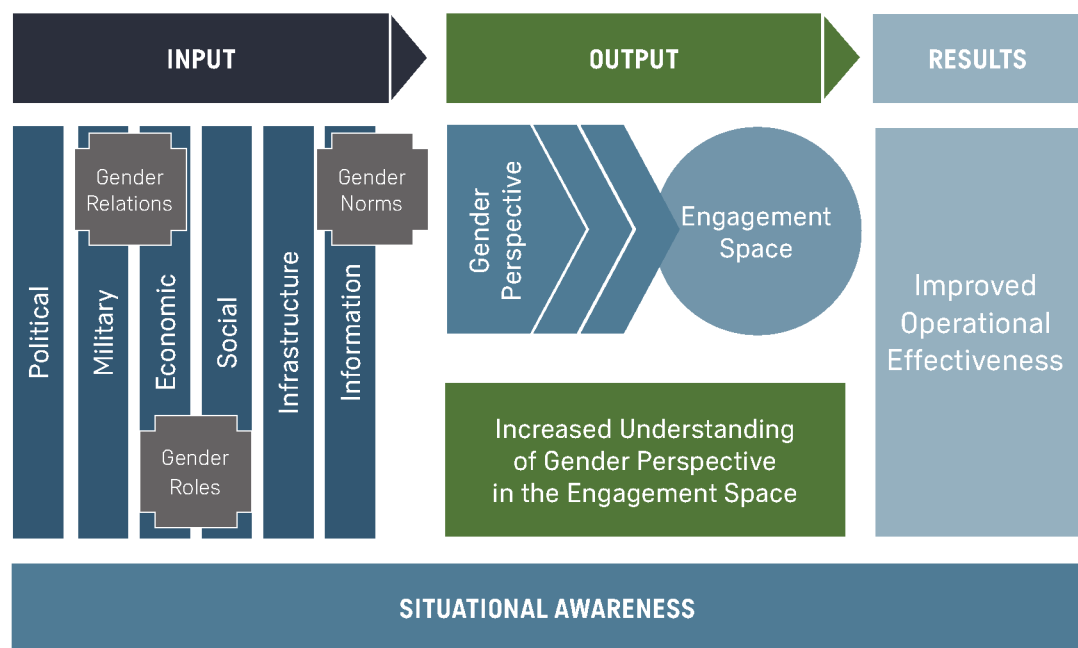 INPUT
OUTPUT
RESULTS
Political
Military
Economic
Social
Infrastructure
Information
Gender
Relations
Gender
Norms
Gender
Roles
Gender
Perspective
Engagement
Space
Increased Understanding
of Gender Perspective
in the Engagement Space
Improved
Operational
Effectiveness
SITUATIONAL AWARENESS